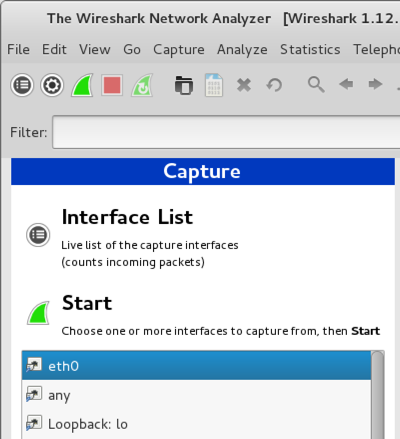 The Wireshark Network Analyzer [Wireshark 1.12.
File Edit View Go Capture Analyze Statistics Telepho
Filter:
Capture
Interface List
Live list of the capture interfaces
(counts incoming packets)
Start
Choose one or more interfaces to capture from, then Start
eth0
any
Loopback: lo